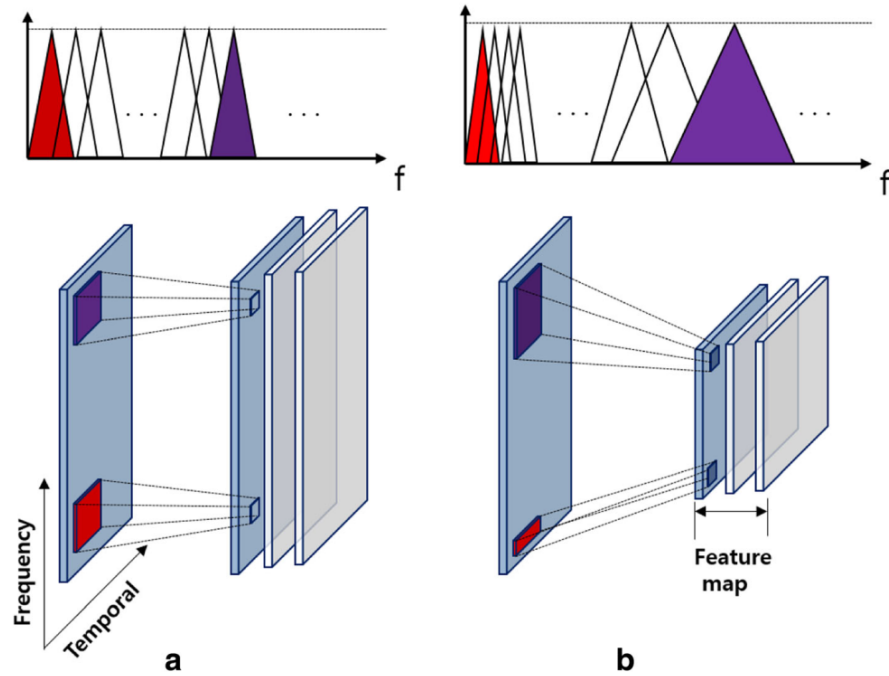 . . .
. . .
f
. . .
. . .
f
Frequency
Temporal
Feature
map
a
b